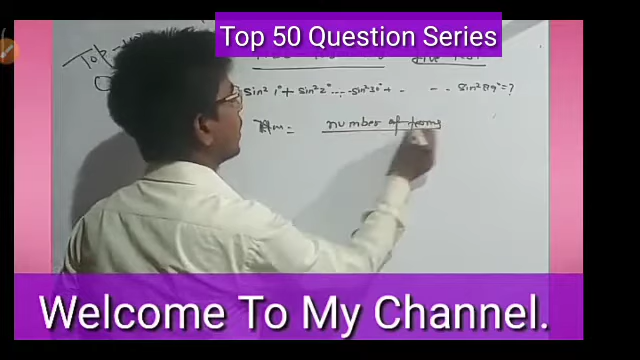 Top 50 Question Series
Top
sin² 1° + sin² 2° ... sin² 30° + . - - . sin² 89° = ?
number of terms
Welcome To My Channel.